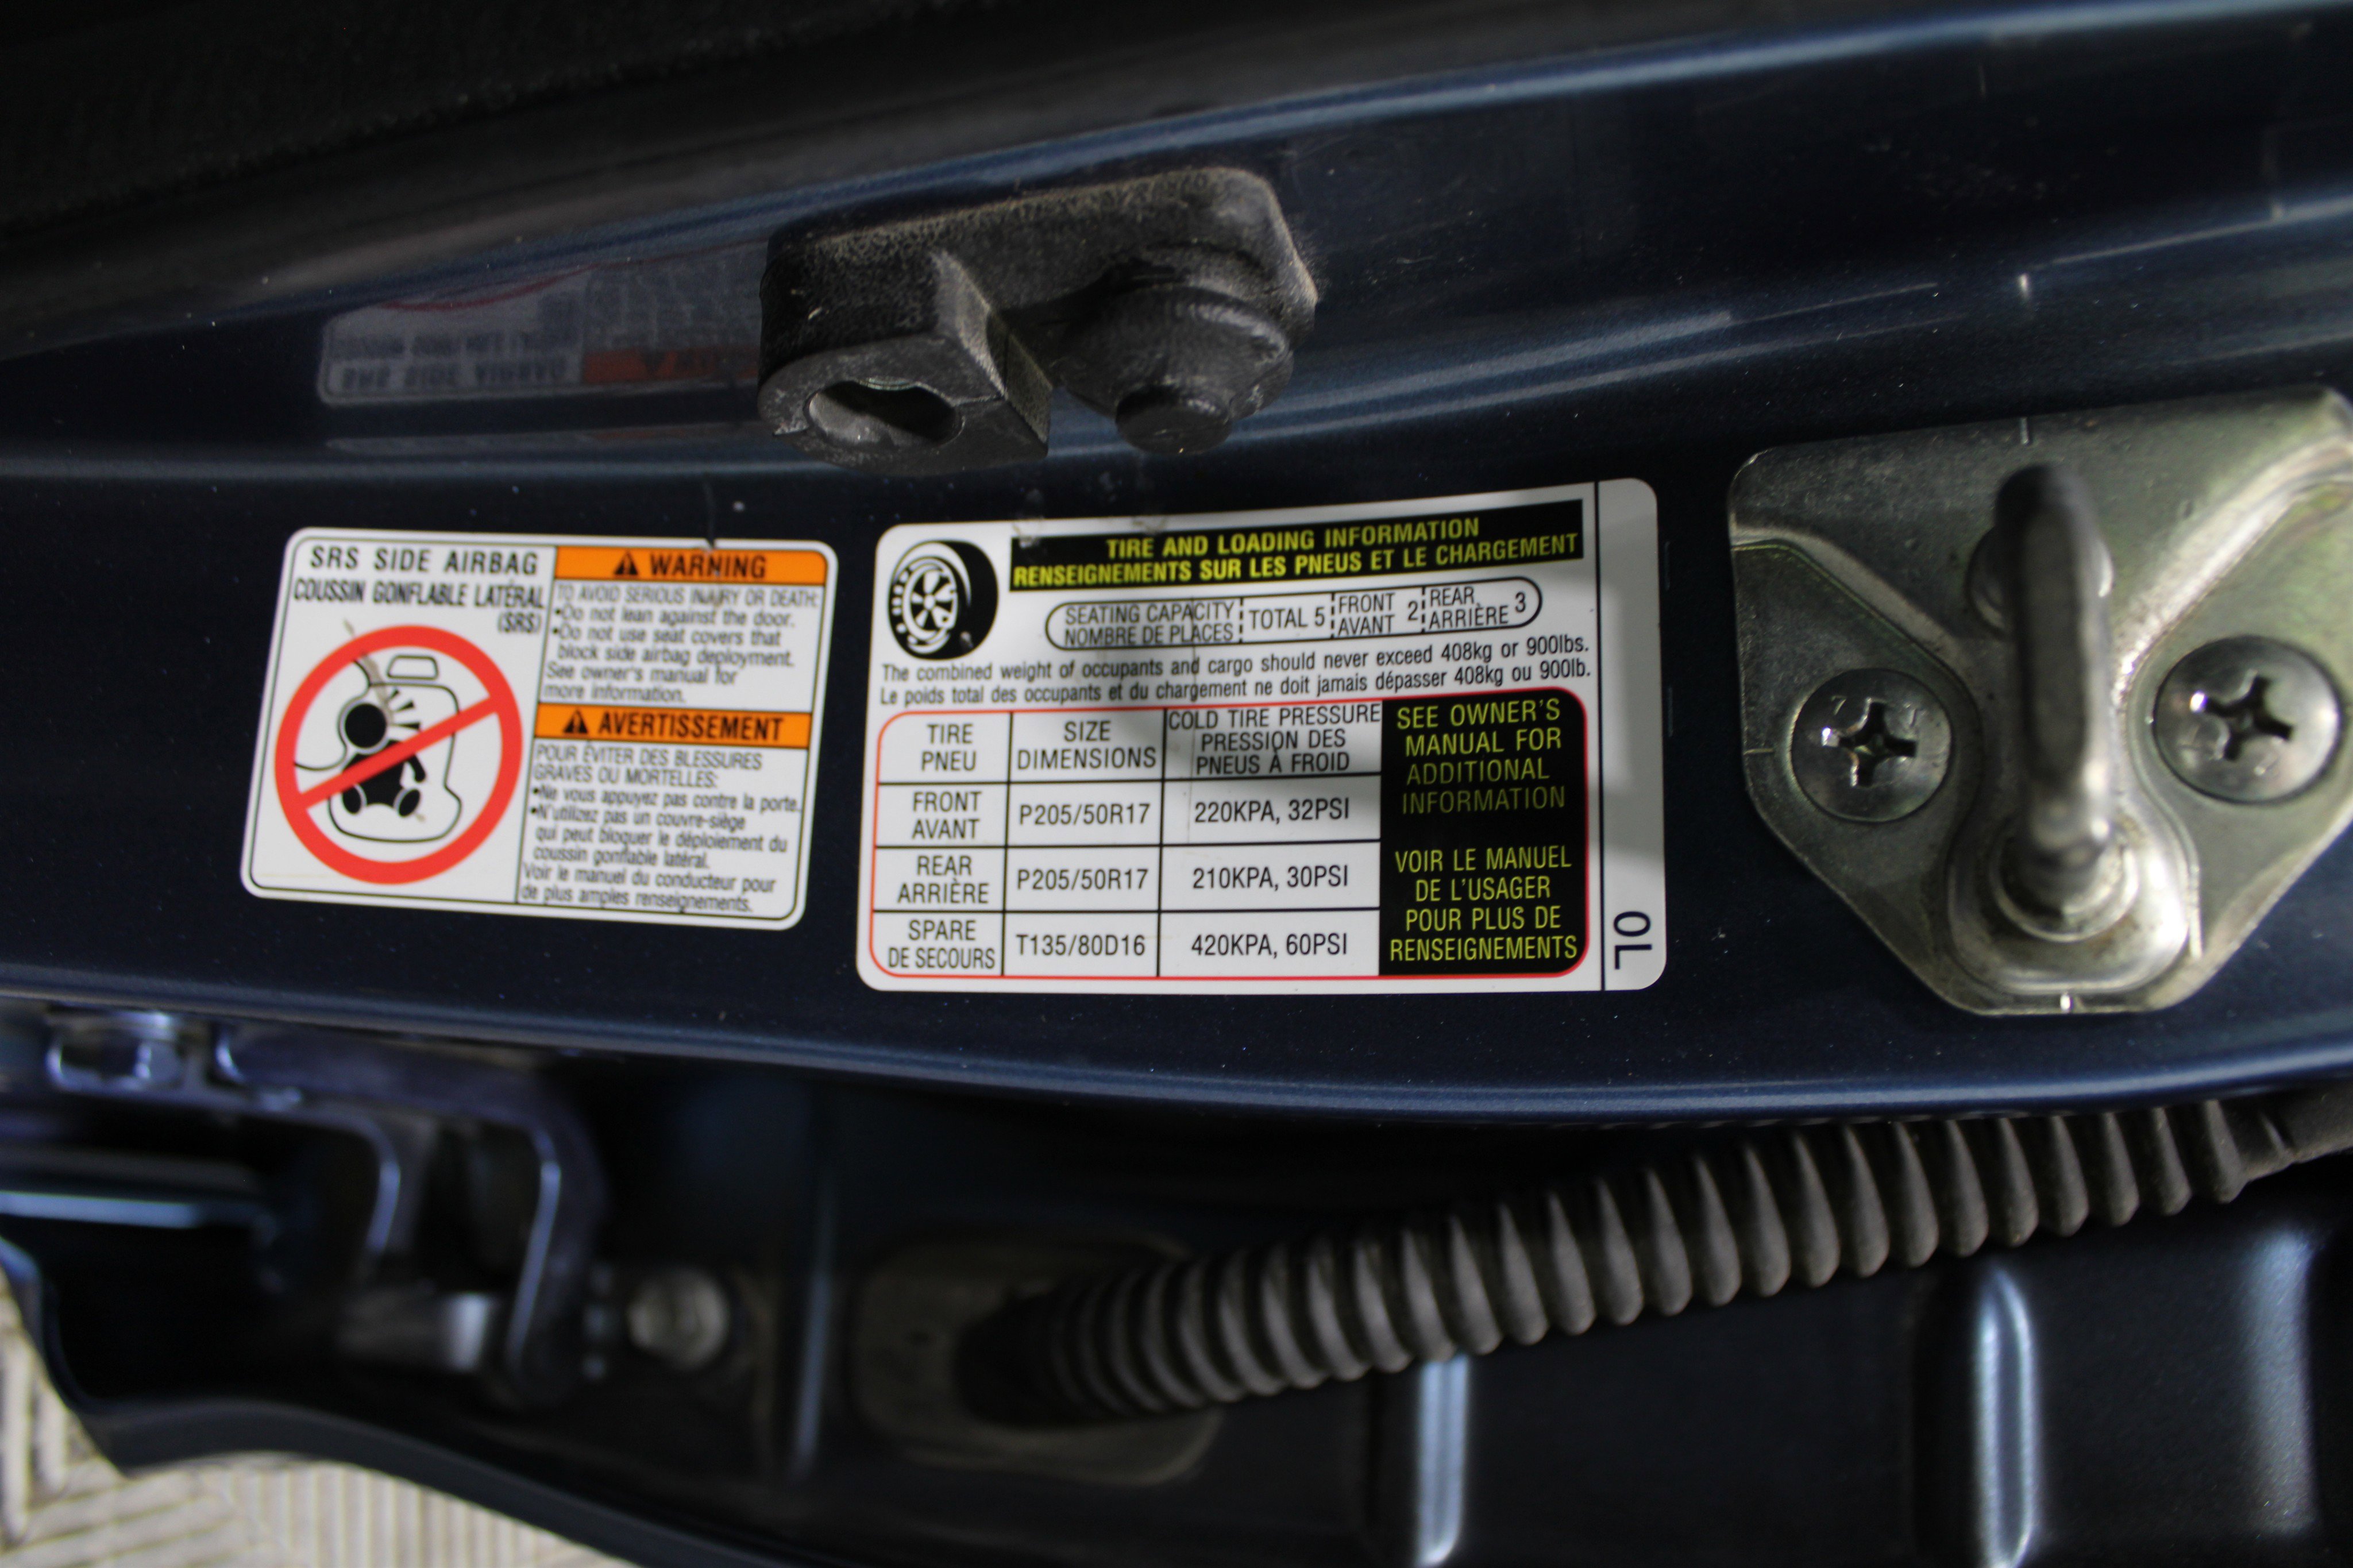 SRS SIDE AIRBAG
COUSSIN GONFLABLE LATÉRAL
(SRS)
WARNING
TO AVOID SERIOUS INJURY OR DEATH:
•Do not lean against the door.
•Do not use seat covers that
block side airbag deployment.
See owner's manual for
more information.
AVERTISSEMENT
POUR ÉVITER DES BLESSURES
GRAVES OU MORTELLES:
•Ne vous appuyez pas contre la porte.
•N'utilizez pas un couvre-siège
qui peut bloquer le déploiement du
coussin gonflable latéral.
Voir le manuel du conducteur pour
de plus amples renseignements.
TIRE AND LOADING INFORMATION
RENSEIGNEMENTS SUR LES PNEUS ET LE CHARGEMENT
SEATING CAPACITY
NOMBRE DE PLACES
TOTAL 5
FRONT
AVANT 2
REAR
ARRIÈRE 3
The combined weight of occupants and cargo should never exceed 408kg or 900lbs.
Le poids total des occupants et du chargement ne doit jamais dépasser 408kg ou 900lb.
TIRE
PNEU
SIZE
DIMENSIONS
COLD TIRE PRESSURE
PRESSION DES
PNEUS À FROID
FRONT
AVANT
P205/50R17
220KPA, 32PSI
REAR
ARRIÈRE
P205/50R17
210KPA, 30PSI
SPARE
DE SECOURS
T135/80D16
420KPA, 60PSI
SEE OWNER'S
MANUAL FOR
ADDITIONAL
INFORMATION
VOIR LE MANUEL
DE L'USAGER
POUR PLUS DE
RENSEIGNEMENTS
0L